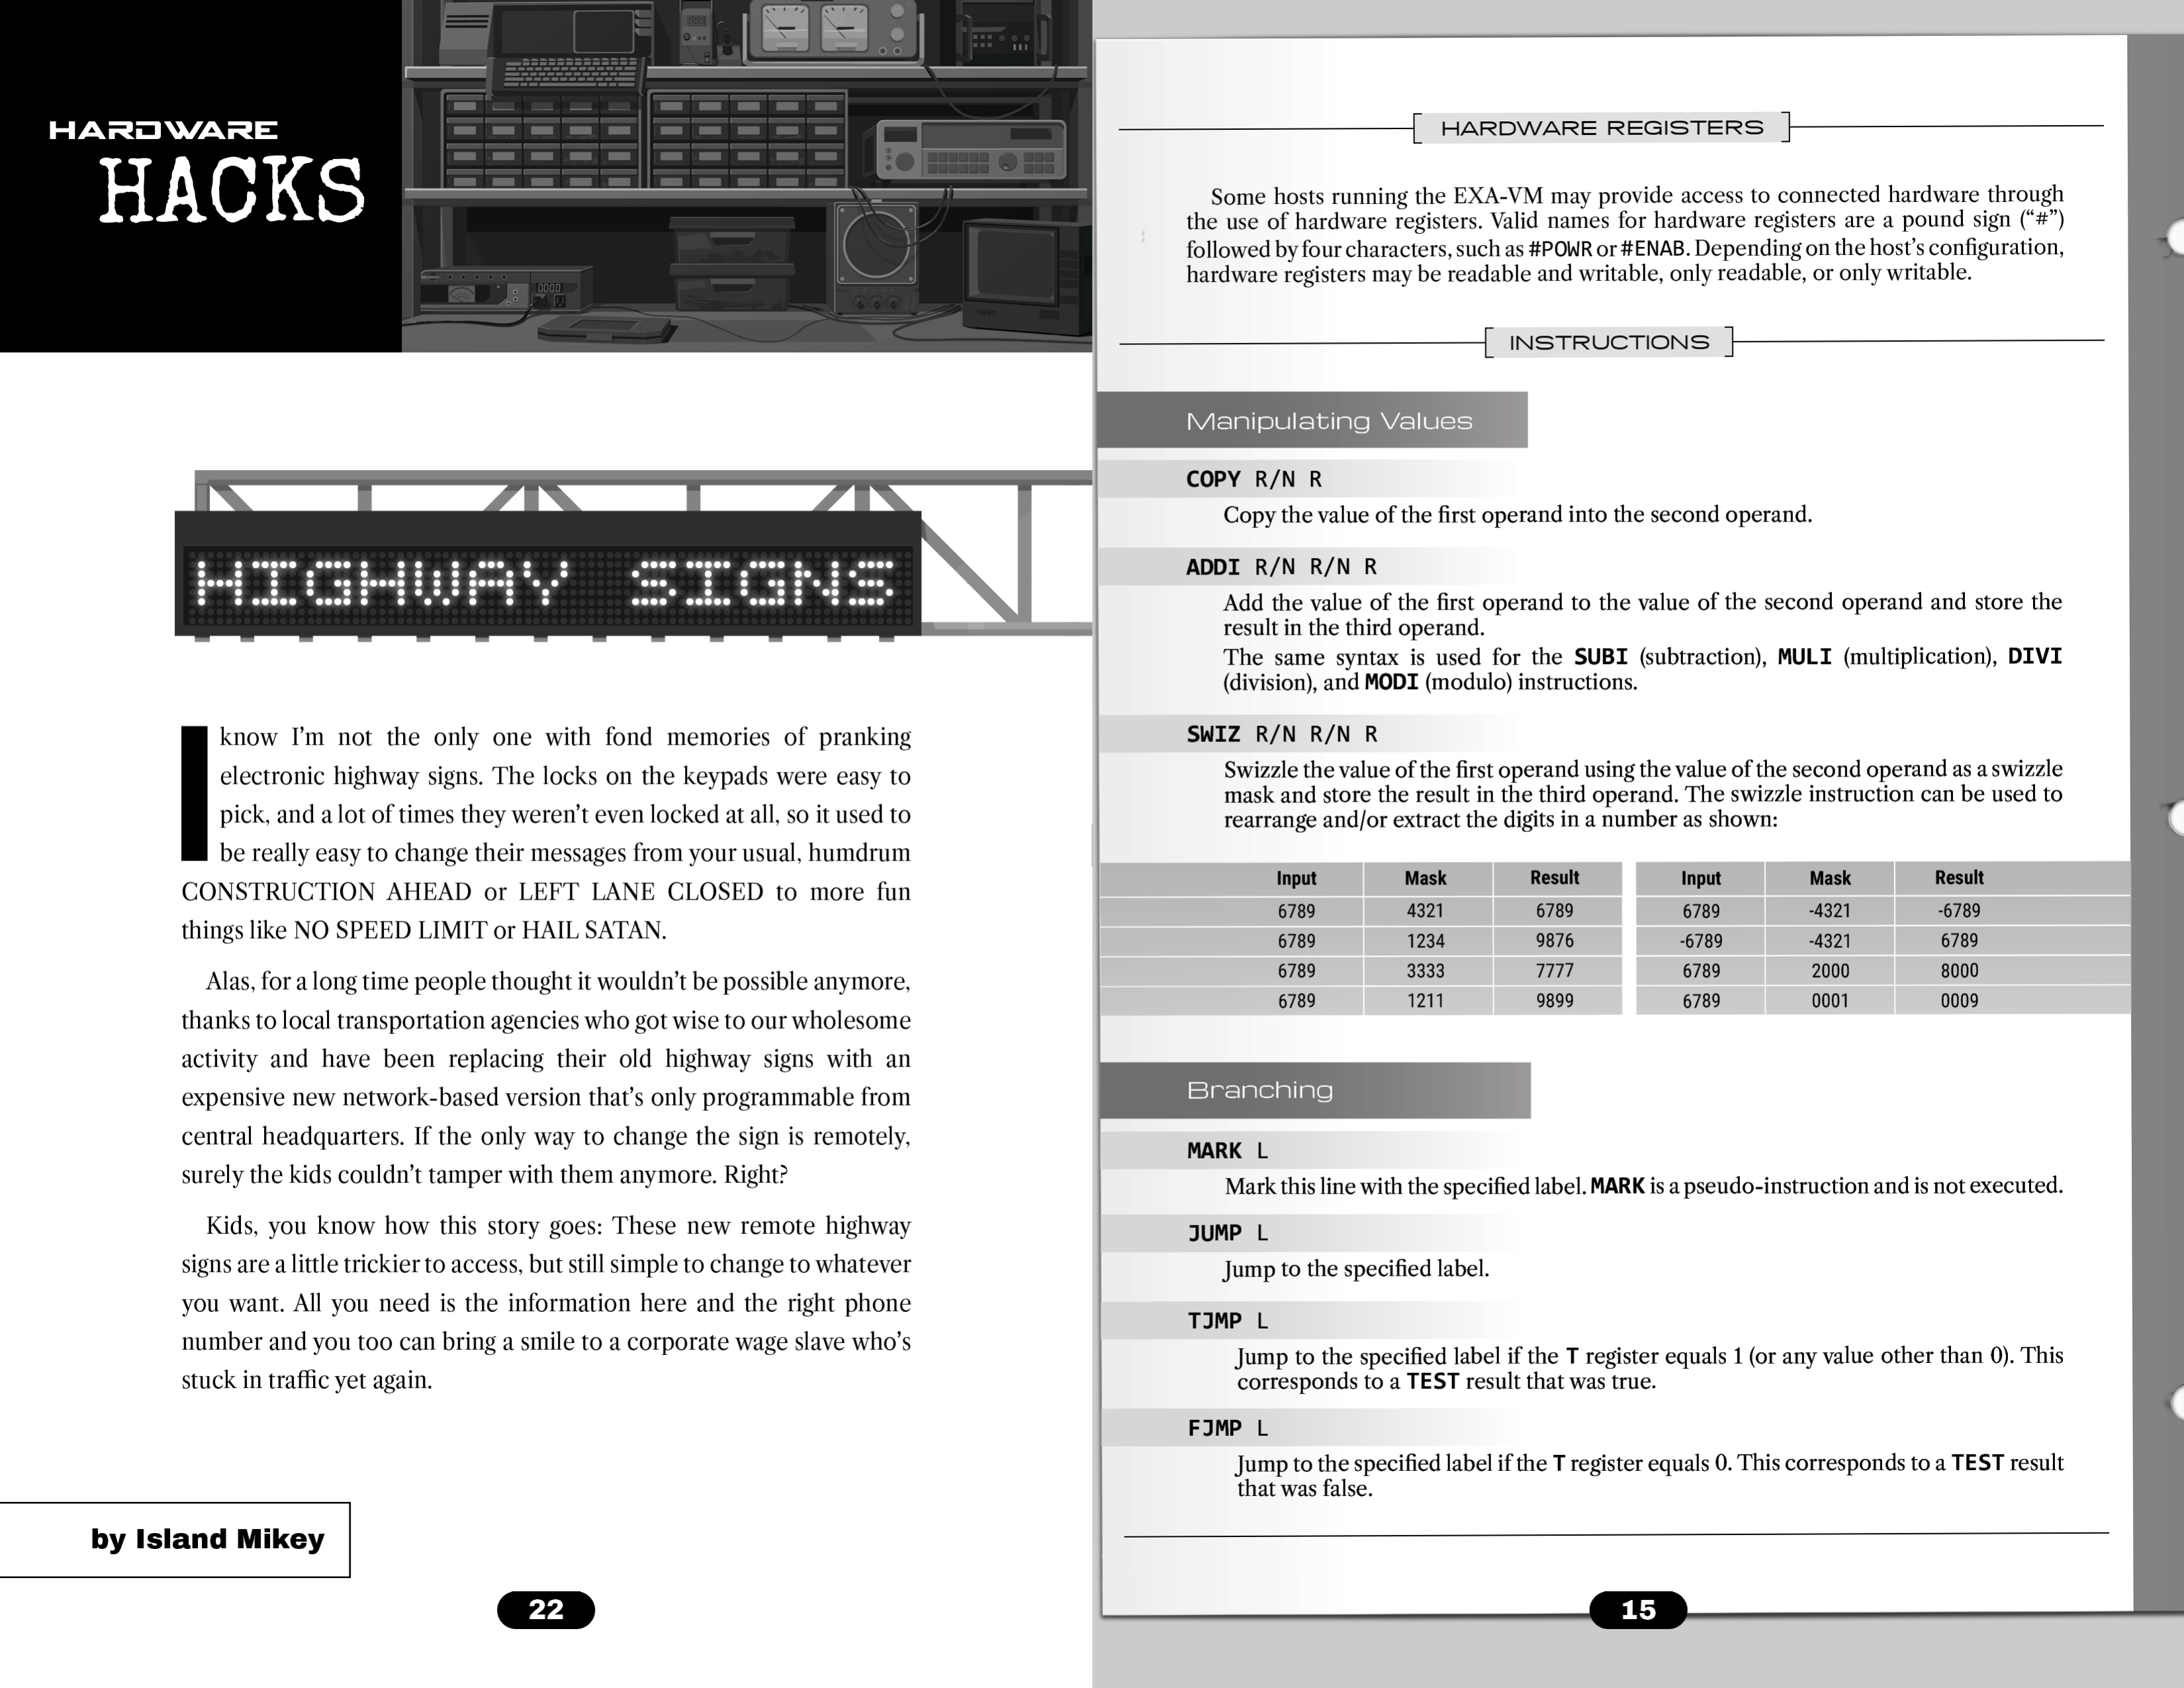 HARDWARE
HACKS
HIGHWAY SIGNS
I know I'm not the only one with fond memories of pranking
electronic highway signs. The locks on the keypads were easy to
pick, and a lot of times they weren't even locked at all, so it used to
be really easy to change their messages from your usual, humdrum
CONSTRUCTION AHEAD or LEFT LANE CLOSED to more fun
things like NO SPEED LIMIT or HAIL SATAN.
Alas, for a long time people thought it wouldn't be possible anymore,
thanks to local transportation agencies who got wise to our wholesome
activity and have been replacing their old highway signs with an
expensive new network-based version that's only programmable from
central headquarters. If the only way to change the sign is remotely,
surely the kids couldn't tamper with them anymore. Right?
Kids, you know how this story goes: These new remote highway
signs are a little trickier to access, but still simple to change to whatever
you want. All you need is the information here and the right phone
number and you too can bring a smile to a corporate wage slave who's
stuck in traffic yet again.
by Island Mikey
22
HARDWARE REGISTERS
Some hosts running the EXA-VM may provide access to connected hardware through
the use of hardware registers. Valid names for hardware registers are a pound sign (“#”)
followed by four characters, such as #POWR or #ENAB. Depending on the host's configuration,
hardware registers may be readable and writable, only readable, or only writable.
INSTRUCTIONS
Manipulating Values
COPY R/N R
Copy the value of the first operand into the second operand.
ADDI R/N R/N R
Add the value of the first operand to the value of the second operand and store the
result in the third operand.
The same syntax is used for the SUBI (subtraction), MULI (multiplication), DIVI
(division), and MODI (modulo) instructions.
SWIZ R/N R/N R
Swizzle the value of the first operand using the value of the second operand as a swizzle
mask and store the result in the third operand. The swizzle instruction can be used to
rearrange and/or extract the digits in a number as shown:
Input Mask Result Input Mask Result
6789 4321 6789 6789 -4321 -6789
6789 1234 9876 -6789 -4321 6789
6789 3333 7777 6789 2000 8000
6789 1211 9899 6789 0001 0009
Branching
MARK L
Mark this line with the specified label. MARK is a pseudo-instruction and is not executed.
JUMP L
Jump to the specified label.
TJMP L
Jump to the specified label if the T register equals 1 (or any value other than 0). This
corresponds to a TEST result that was true.
FJMP L
Jump to the specified label if the T register equals 0. This corresponds to a TEST result
that was false.
15